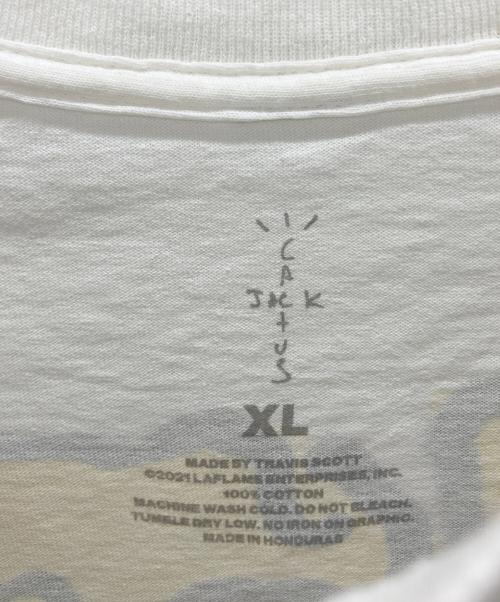 CACTUS
JACK
XL
MADE BY TRAVIS SCOTT
©2021 LAFLAME ENTERPRISES, INC.
100% COTTON
MACHINE WASH COLD. DO NOT BLEACH.
TUMBLE DRY LOW. NO IRON ON GRAPHIC.
MADE IN HONDURAS